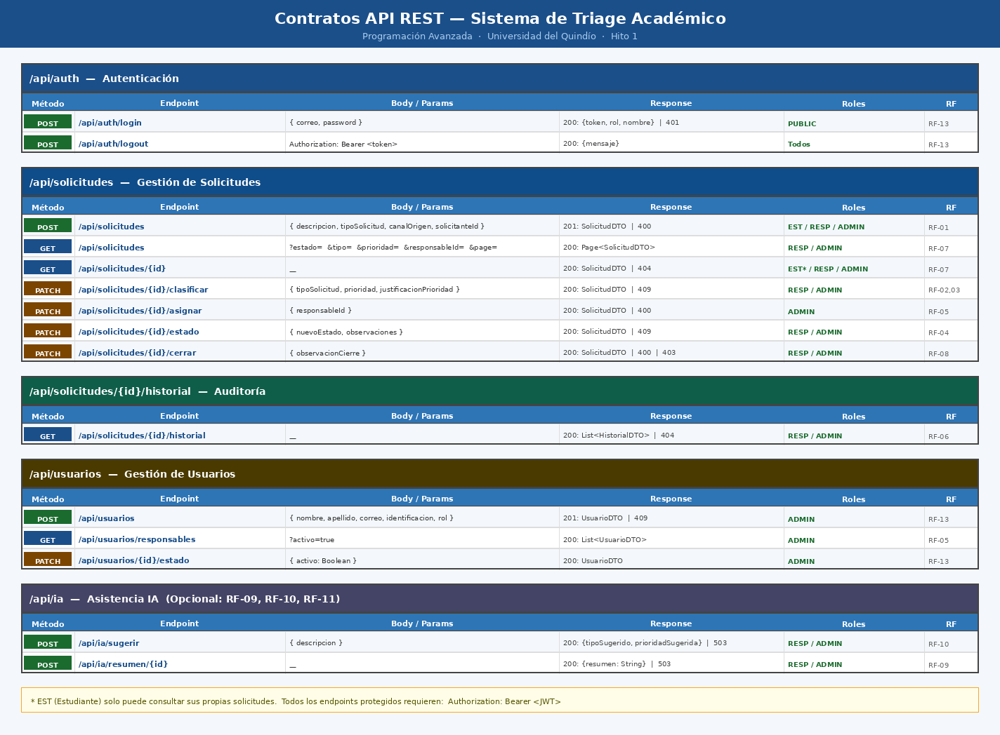 Contratos API REST — Sistema de Triage Académico
Programación Avanzada · Universidad del Quindío · Hito 1
/api/auth — Autenticación
Método Endpoint Body / Params Response Roles RF
POST /api/auth/login { correo, password } 200: {token, rol, nombre} | 401 PUBLIC RF-13
POST /api/auth/logout Authorization: Bearer <token> 200: {mensaje} Todos RF-13
/api/solicitudes — Gestión de Solicitudes
Método Endpoint Body / Params Response Roles RF
POST /api/solicitudes { descripcion, tipoSolicitud, canalOrigen, solicitanteId } 201: SolicitudDTO | 400 EST / RESP / ADMIN RF-01
GET /api/solicitudes ?estado= &tipo= &prioridad= &responsableId= &page= 200: Page<SolicitudDTO> RESP / ADMIN RF-07
GET /api/solicitudes/{id} — 200: SolicitudDTO | 404 EST* / RESP / ADMIN RF-07
PATCH /api/solicitudes/{id}/clasificar { tipoSolicitud, prioridad, justificacionPrioridad } 200: SolicitudDTO | 409 RESP / ADMIN RF-02,03
PATCH /api/solicitudes/{id}/asignar { responsableId } 200: SolicitudDTO | 400 ADMIN RF-05
PATCH /api/solicitudes/{id}/estado { nuevoEstado, observaciones } 200: SolicitudDTO | 409 RESP / ADMIN RF-04
PATCH /api/solicitudes/{id}/cerrar { observacionCierre } 200: SolicitudDTO | 400 | 403 RESP / ADMIN RF-08
/api/solicitudes/{id}/historial — Auditoría
Método Endpoint Body / Params Response Roles RF
GET /api/solicitudes/{id}/historial — 200: List<HistorialDTO> | 404 RESP / ADMIN RF-06
/api/usuarios — Gestión de Usuarios
Método Endpoint Body / Params Response Roles RF
POST /api/usuarios { nombre, apellido, correo, identificacion, rol } 201: UsuarioDTO | 409 ADMIN RF-13
GET /api/usuarios/responsables ?activo=true 200: List<UsuarioDTO> ADMIN RF-05
PATCH /api/usuarios/{id}/estado { activo: Boolean } 200: UsuarioDTO ADMIN RF-13
/api/ia — Asistencia IA (Opcional: RF-09, RF-10, RF-11)
Método Endpoint Body / Params Response Roles RF
POST /api/ia/sugerir { descripcion } 200: {tipoSugerido, prioridadSugerida} | 503 RESP / ADMIN RF-10
POST /api/ia/resumen/{id} — 200: {resumen: String} | 503 RESP / ADMIN RF-09
* EST (Estudiante) solo puede consultar sus propias solicitudes. Todos los endpoints protegidos requieren: Authorization: Bearer <JWT>